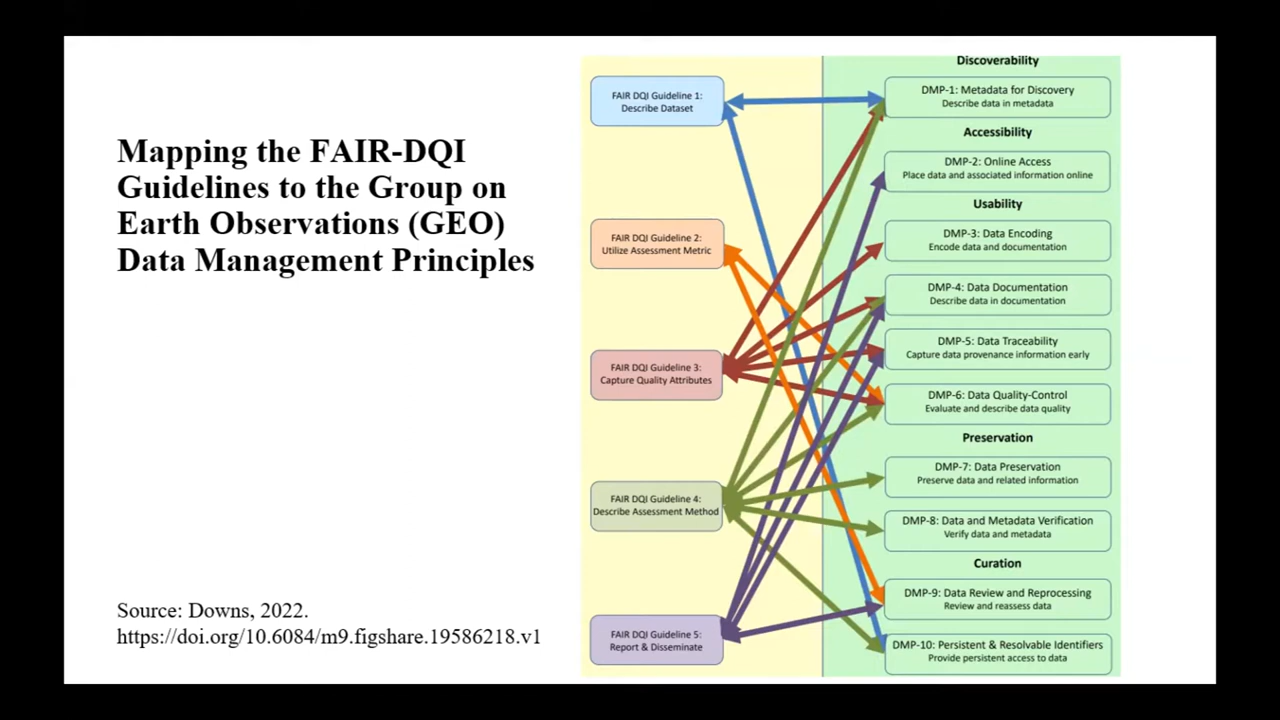 Mapping the FAIR-DQI
Guidelines to the Group on
Earth Observations (GEO)
Data Management Principles
Source: Downs, 2022.
https://doi.org/10.6084/m9.figshare.19586218.v1
FAIR DQI Guideline 1:
Describe Dataset
FAIR DQI Guideline 2:
Utilize Assessment Metric
FAIR DQI Guideline 3:
Capture Quality Attributes
FAIR DQI Guideline 4:
Describe Assessment Method
FAIR DQI Guideline 5:
Report & Disseminate
Discoverability
DMP-1: Metadata for Discovery
Describe data in metadata
Accessibility
DMP-2: Online Access
Place data and associated information online
Usability
DMP-3: Data Encoding
Encode data and documentation
DMP-4: Data Documentation
Describe data in documentation
DMP-5: Data Traceability
Capture data provenance information early
DMP-6: Data Quality-Control
Evaluate and describe data quality
Preservation
DMP-7: Data Preservation
Preserve data and related information
DMP-8: Data and Metadata Verification
Verify data and metadata
Curation
DMP-9: Data Review and Reprocessing
Review and reassess data
DMP-10: Persistent & Resolvable Identifiers
Provide persistent access to data